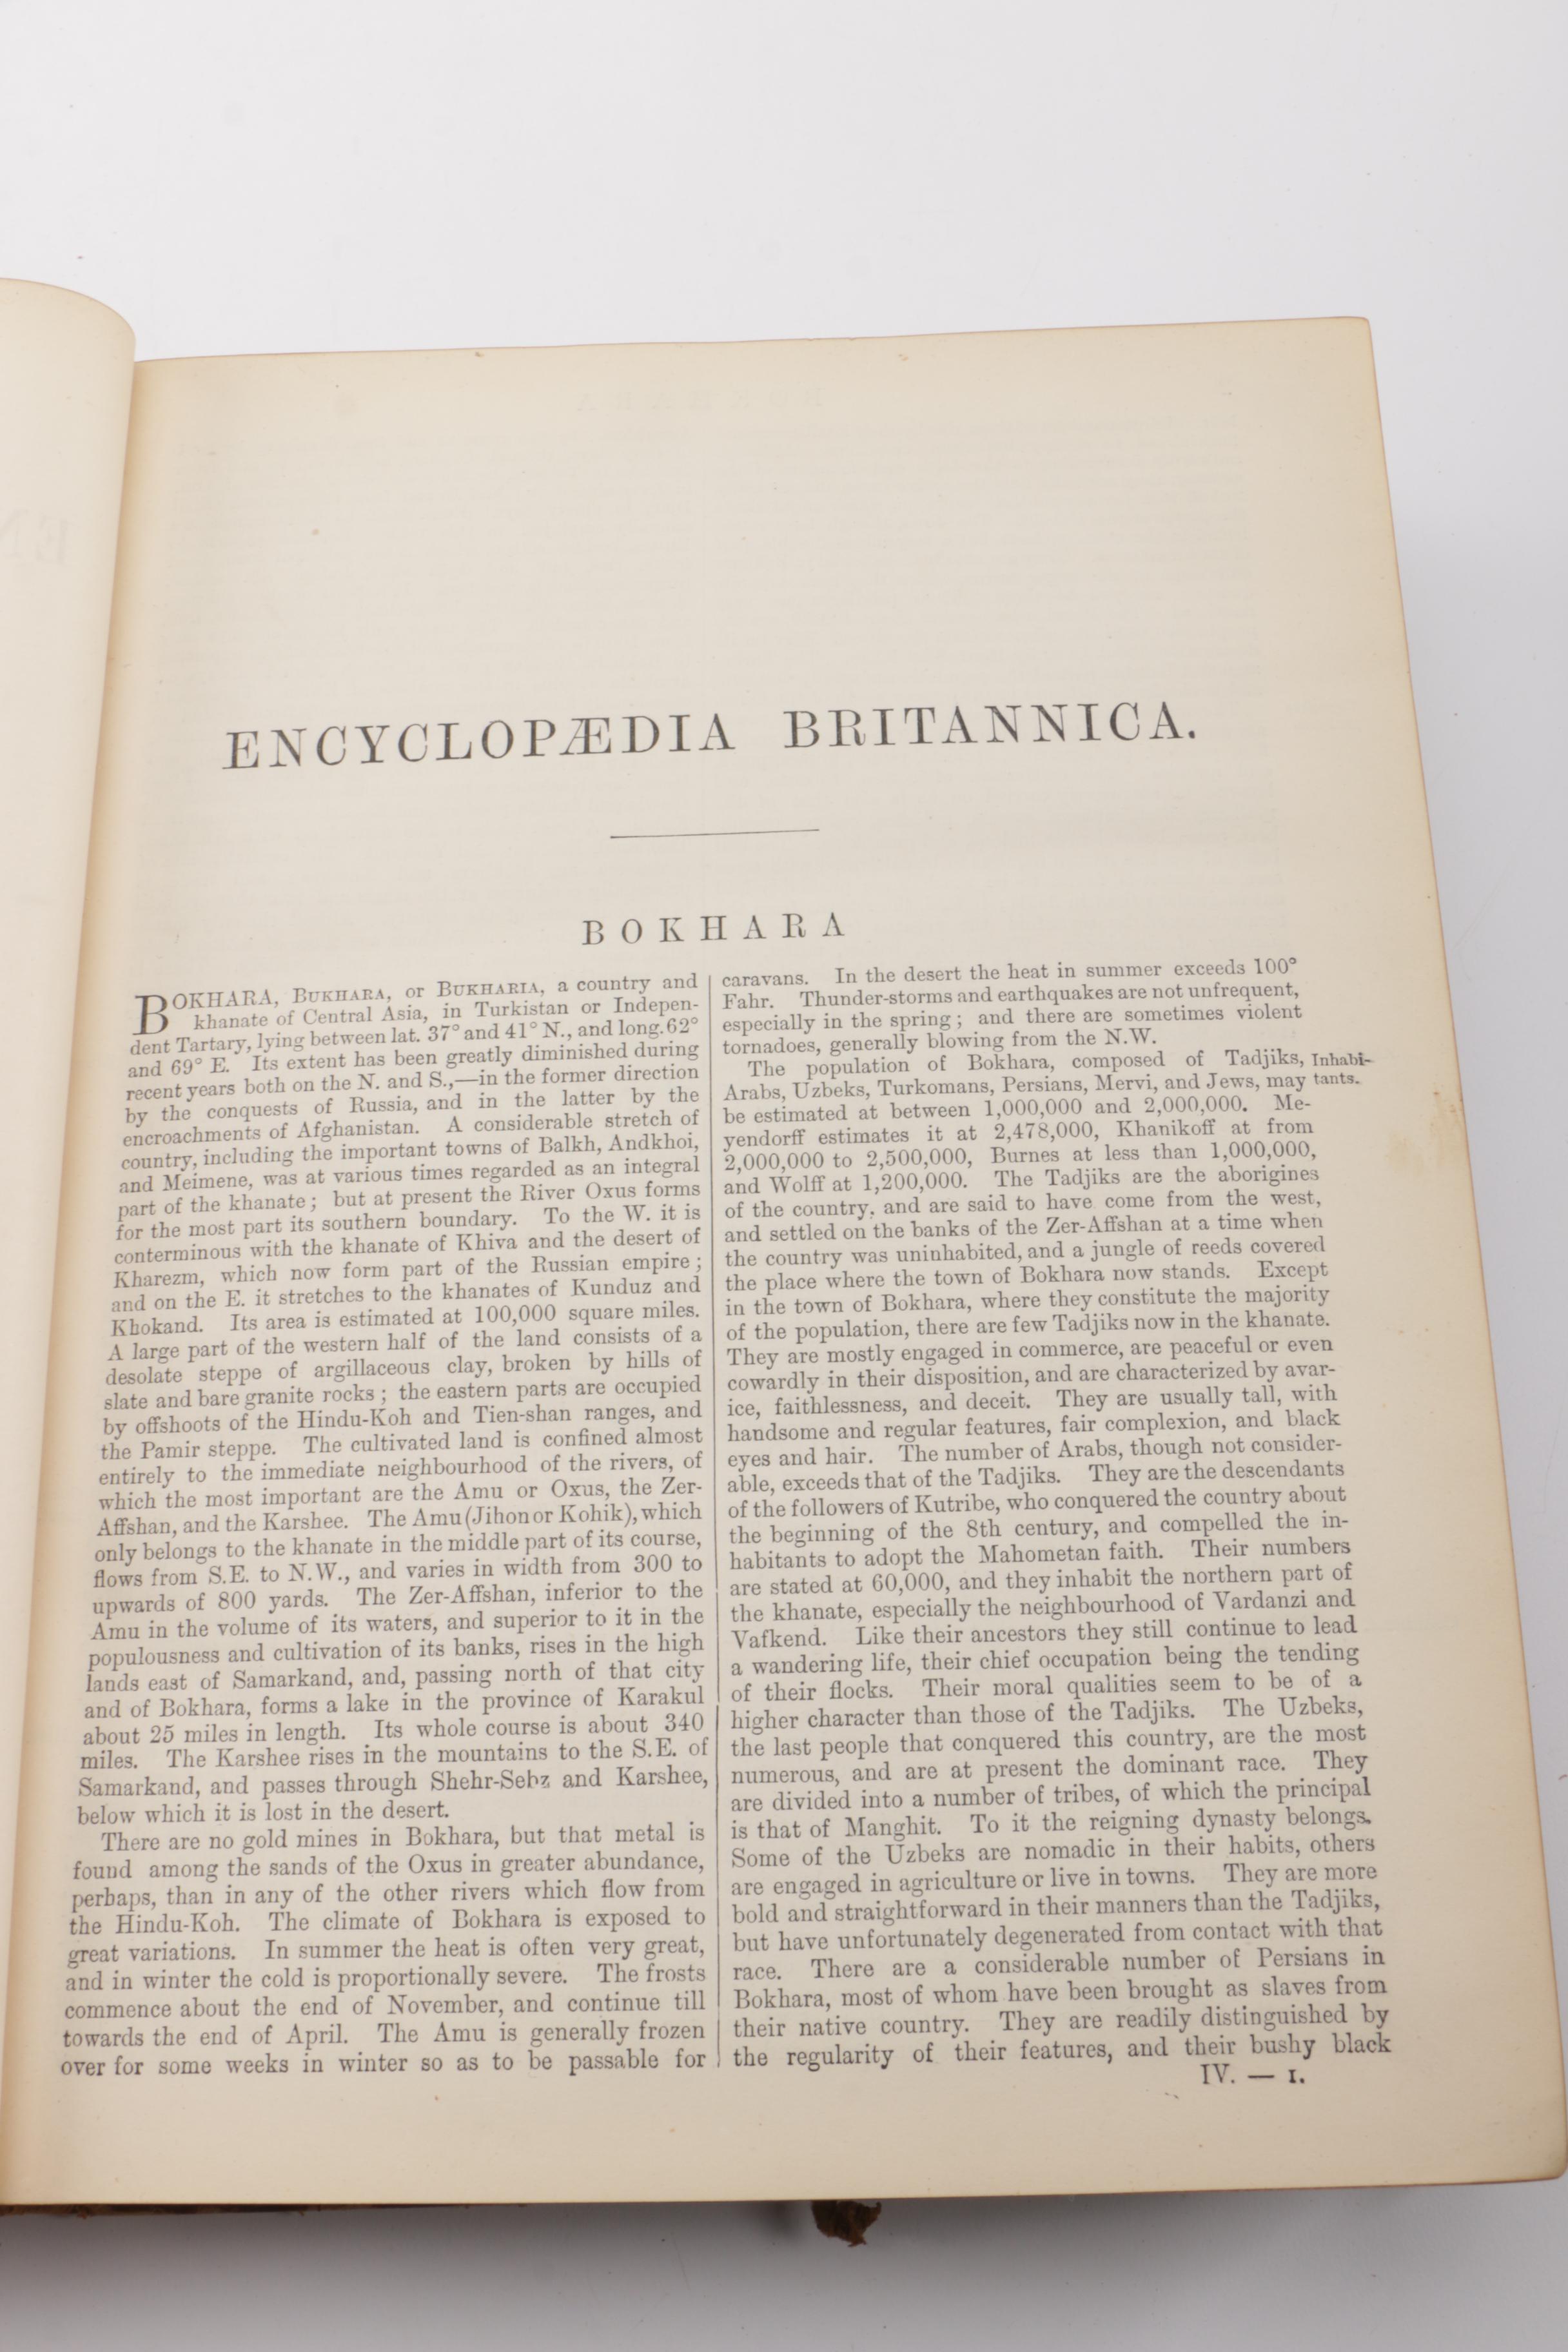 ENCYCLOPÆDIA BRITANNICA.
BOKHARA
BOKHARA, BUKHARA, or BUKHARIA, a country and
khanate of Central Asia, in Turkistan or Indepen-
dent Tartary, lying between lat. 37° and 41° N., and long. 62°
and 69° E. Its extent has been greatly diminished during
recent years both on the N. and S.,—in the former direction
by the conquests of Russia, and in the latter by the
encroachments of Afghanistan. A considerable stretch of
country, including the important towns of Balkh, Andkhoi,
and Meimene, was at various times regarded as an integral
part of the khanate; but at present the River Oxus forms
for the most part its southern boundary. To the W. it is
conterminous with the khanate of Khiva and the desert of
Kharezm, which now form part of the Russian empire;
and on the E. it stretches to the khanates of Kunduz and
Khokand. Its area is estimated at 100,000 square miles.
A large part of the western half of the land consists of a
desolate steppe of argillaceous clay, broken by hills of
slate and bare granite rocks; the eastern parts are occupied
by offshoots of the Hindu-Koh and Tien-shan ranges, and
the Pamir steppe. The cultivated land is confined almost
entirely to the immediate neighbourhood of the rivers, of
which the most important are the Amu or Oxus, the Zer-
Affshan, and the Karshee. The Amu (Jihon or Kohik), which
only belongs to the khanate in the middle part of its course,
flows from S.E. to N.W., and varies in width from 300 to
upwards of 800 yards. The Zer-Affshan, inferior to the
Amu in the volume of its waters, and superior to it in the
populousness and cultivation of its banks, rises in the high
lands east of Samarkand, and, passing north of that city
and of Bokhara, forms a lake in the province of Karakul
about 25 miles in length. Its whole course is about 340
miles. The Karshee rises in the mountains to the S.E. of
Samarkand, and passes through Shehr-Sebz and Karshee,
below which it is lost in the desert.
There are no gold mines in Bokhara, but that metal is
found among the sands of the Oxus in greater abundance,
perhaps, than in any of the other rivers which flow from
the Hindu-Koh. The climate of Bokhara is exposed to
great variations. In summer the heat is often very great,
and in winter the cold is proportionally severe. The frosts
commence about the end of November, and continue till
towards the end of April. The Amu is generally frozen
over for some weeks in winter so as to be passable for
caravans. In the desert the heat in summer exceeds 100°
Fahr. Thunder-storms and earthquakes are not unfrequent,
especially in the spring; and there are sometimes violent
tornadoes, generally blowing from the N.W.
The population of Bokhara, composed of Tadjiks, Inhabi-
Arabs, Uzbeks, Turkomans, Persians, Mervi, and Jews, may tants.
be estimated at between 1,000,000 and 2,000,000. Me-
yendorff estimates it at 2,478,000, Khanikoff at from
2,000,000 to 2,500,000, Burnes at less than 1,000,000,
and Wolff at 1,200,000. The Tadjiks are the aborigines
of the country, and are said to have come from the west,
and settled on the banks of the Zer-Affshan at a time when
the country was uninhabited, and a jungle of reeds covered
the place where the town of Bokhara now stands. Except
in the town of Bokhara, where they constitute the majority
of the population, there are few Tadjiks now in the khanate.
They are mostly engaged in commerce, are peaceful or even
cowardly in their disposition, and are characterized by avar-
ice, faithlessness, and deceit. They are usually tall, with
handsome and regular features, fair complexion, and black
eyes and hair. The number of Arabs, though not consider-
able, exceeds that of the Tadjiks. They are the descendants
of the followers of Kutribe, who conquered the country about
the beginning of the 8th century, and compelled the in-
habitants to adopt the Mahometan faith. Their numbers
are stated at 60,000, and they inhabit the northern part of
the khanate, especially the neighbourhood of Vardanzi and
Vafkend. Like their ancestors they still continue to lead
a wandering life, their chief occupation being the tending
of their flocks. Their moral qualities seem to be of a
higher character than those of the Tadjiks. The Uzbeks,
the last people that conquered this country, are the most
numerous, and are at present the dominant race. They
are divided into a number of tribes, of which the principal
is that of Manghit. To it the reigning dynasty belongs.
Some of the Uzbeks are nomadic in their habits, others
are engaged in agriculture or live in towns. They are more
bold and straightforward in their manners than the Tadjiks,
but have unfortunately degenerated from contact with that
race. There are a considerable number of Persians in
Bokhara, most of whom have been brought as slaves from
their native country. They are readily distinguished by
the regularity of their features, and their bushy black
IV. — 1.